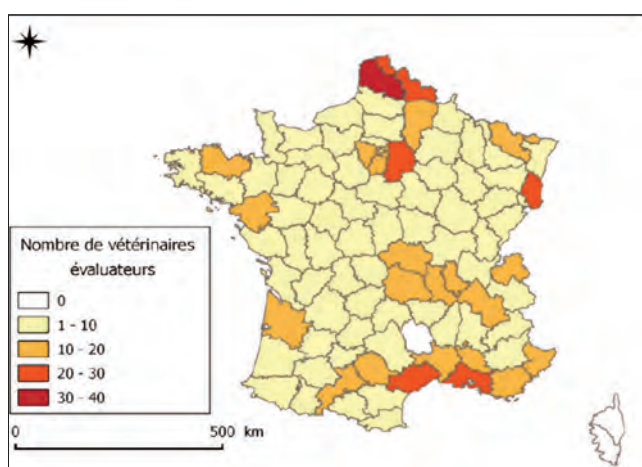 Nombre de vétérinaires
évaluateurs
0
1 - 10
10 - 20
20 - 30
30 - 40
0 500 km